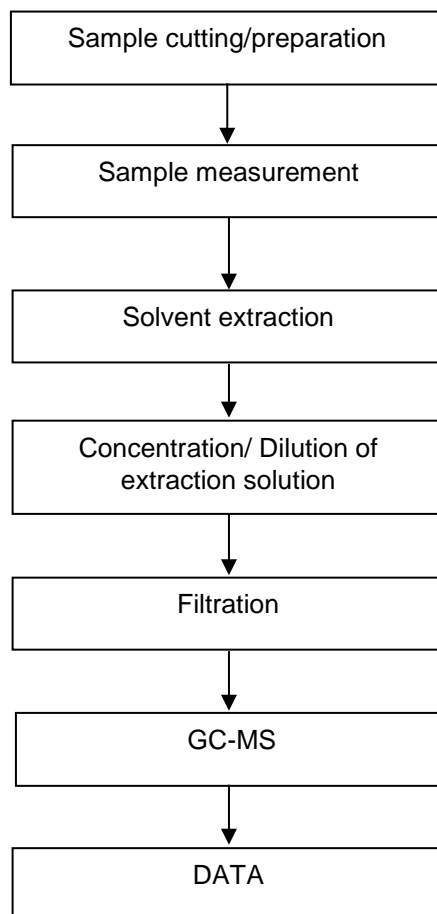 Sample cutting/preparation
Sample measurement
Solvent extraction
Concentration/ Dilution of
extraction solution
Filtration
GC-MS
DATA